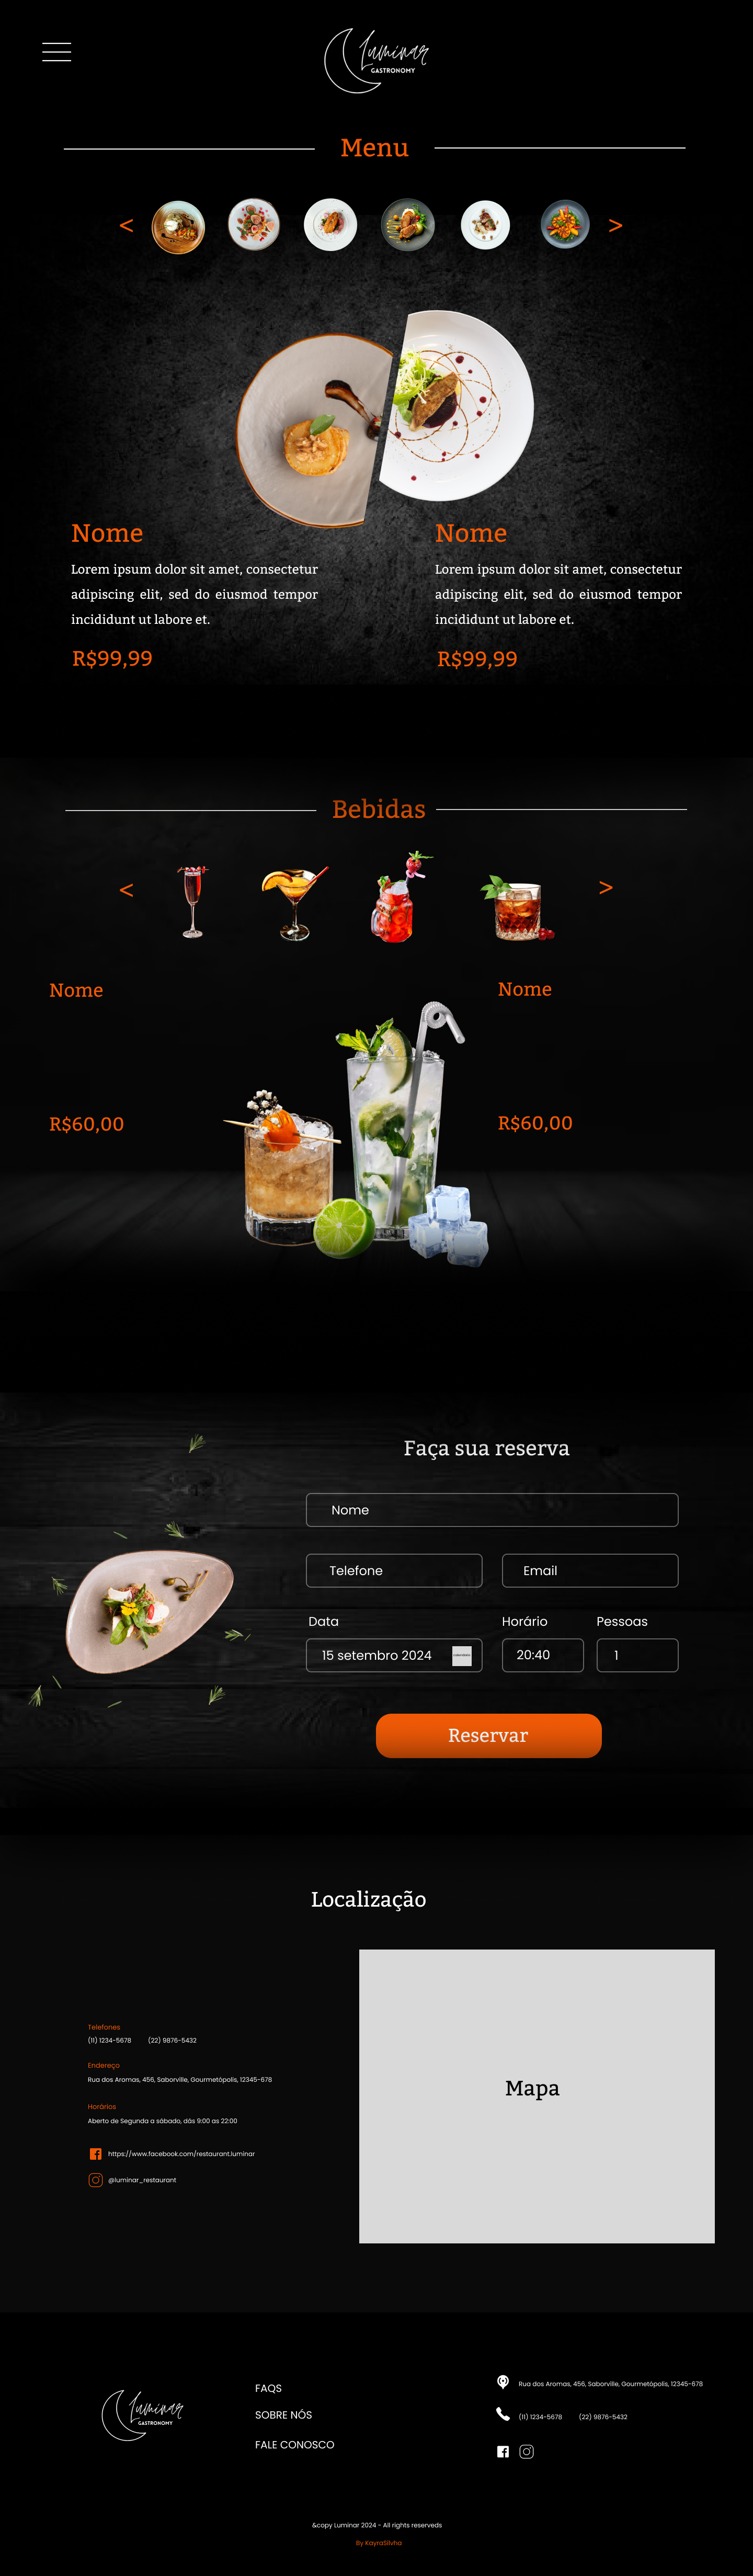 Luminar
GASTRONOMY
Menu
< >
Nome
Lorem ipsum dolor sit amet, consectetur
adipiscing elit, sed do eiusmod tempor
incididunt ut labore et.
R$99,99
Nome
Lorem ipsum dolor sit amet, consectetur
adipiscing elit, sed do eiusmod tempor
incididunt ut labore et.
R$99,99
Bebidas
< >
Nome
R$60,00
Nome
R$60,00
Faça sua reserva
Nome
Telefone
Email
Data
Horário
Pessoas
15 setembro 2024
20:40
1
Reservar
Localização
Telefones
(11) 1234-5678 (22) 9876-5432
Endereço
Rua dos Aromas, 456, Saborville, Gourmetópolis, 12345-678
Horários
Aberto de Segunda a sábado, dás 9:00 as 22:00
https://www.facebook.com/restaurant.luminar
@luminar_restaurant
Mapa
Luminar
GASTRONOMY
FAQS
SOBRE NÓS
FALE CONOSCO
Rua dos Aromas, 456, Saborville, Gourmetópolis, 12345-678
(11) 1234-5678 (22) 9876-5432
&copy Luminar 2024 - All rights reserveds
By KayraSilvha